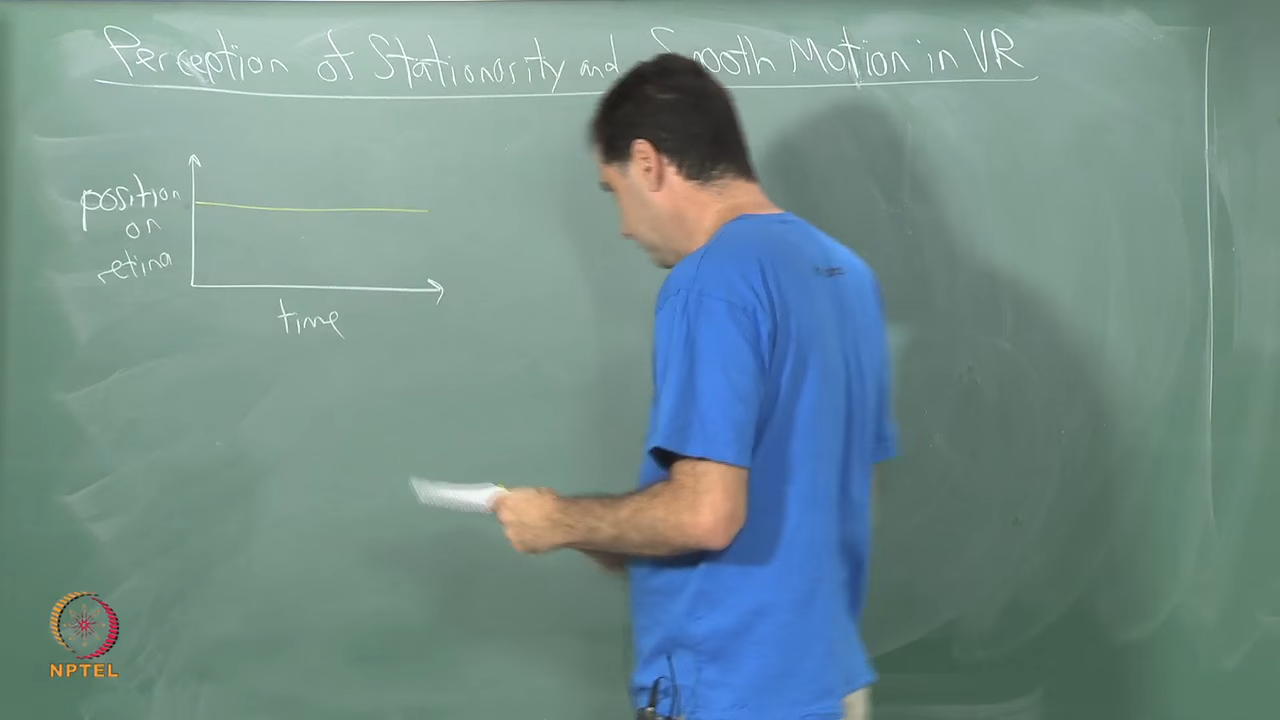 Perception of Stationarity and Smooth Motion in VR
position
on
retina
time
NPTEL